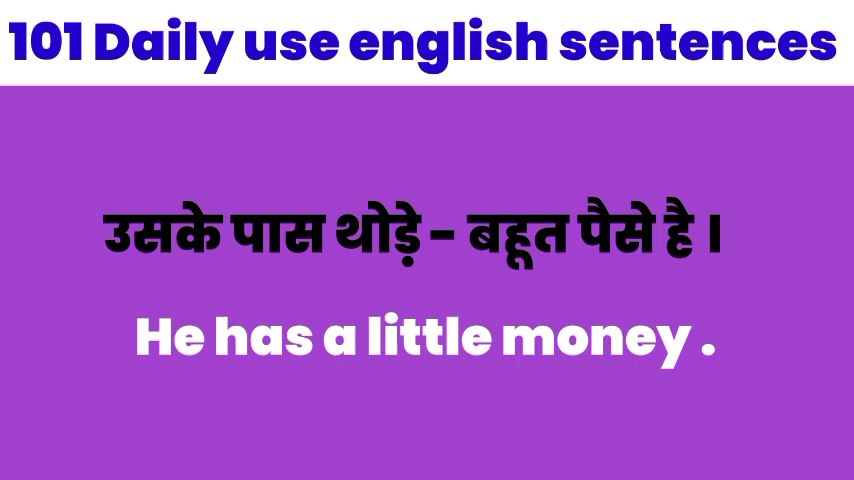 101 Daily use english sentences
उसके पास थोड़े - बहूत पैसे है ।
He has a little money .